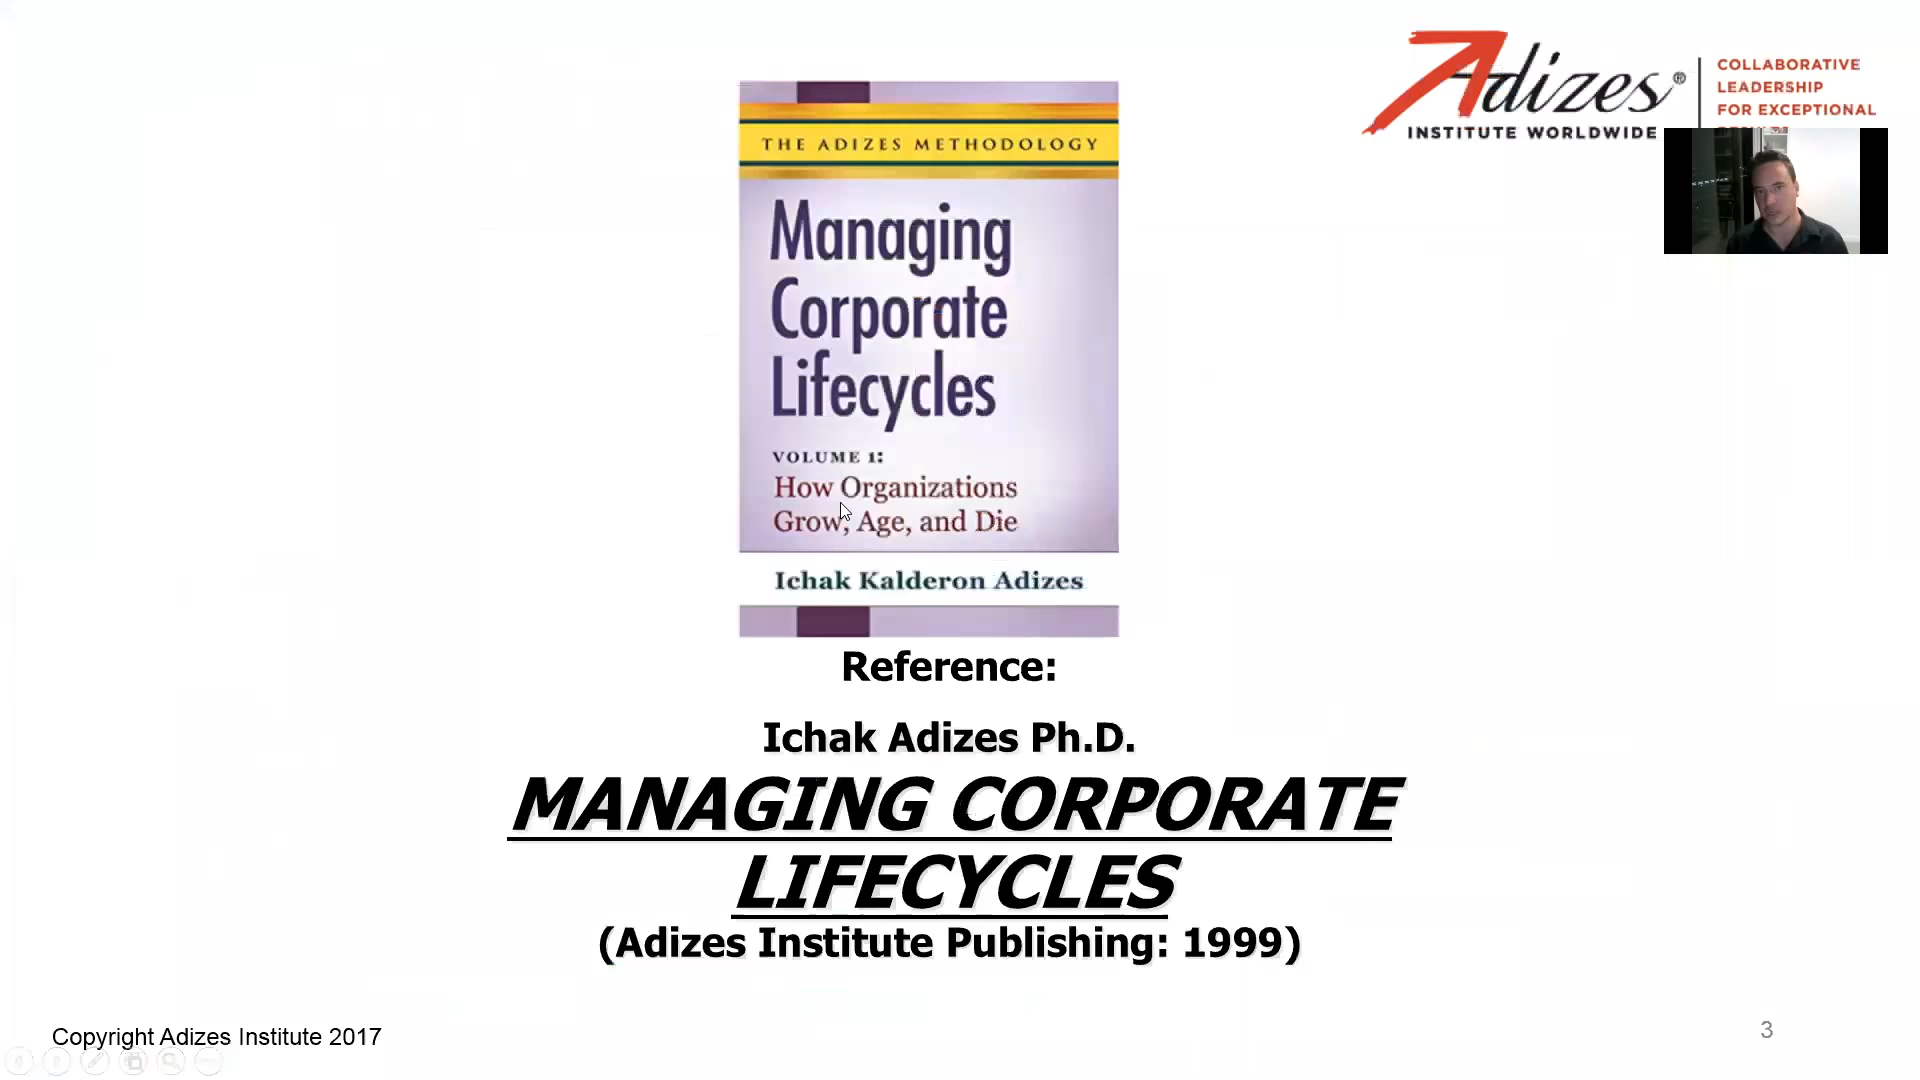 Adizes®
INSTITUTE WORLDWIDE
COLLABORATIVE
LEADERSHIP
FOR EXCEPTIONAL
THE ADIZES METHODOLOGY
Managing
Corporate
Lifecycles
VOLUME 1:
How Organizations
Grow, Age, and Die
Ichak Kalderon Adizes
Reference:
Ichak Adizes Ph.D.
MANAGING CORPORATE
LIFECYCLES
(Adizes Institute Publishing: 1999)
Copyright Adizes Institute 2017
3